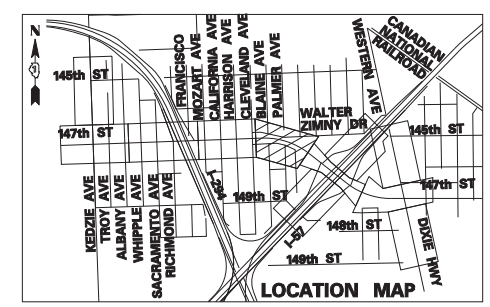 N
CANADIAN
NATIONAL
RAILROAD
WESTERN AVE
FRANCISCO
MOZART AVE
CALIFORNIA AVE
HARRISON AVE
CLEVELAND AVE
BLAINE AVE
PALMER AVE
145th ST
WALTER
ZIMNY DR
147th ST
145th ST
I-294
149th ST
147th ST
KEDZIE AVE
TROY AVE
ALBANY AVE
WHIPPLE AVE
SACRAMENTO AVE
RICHMOND AVE
I-57
148th ST
DIXIE HWY
149th ST
LOCATION MAP